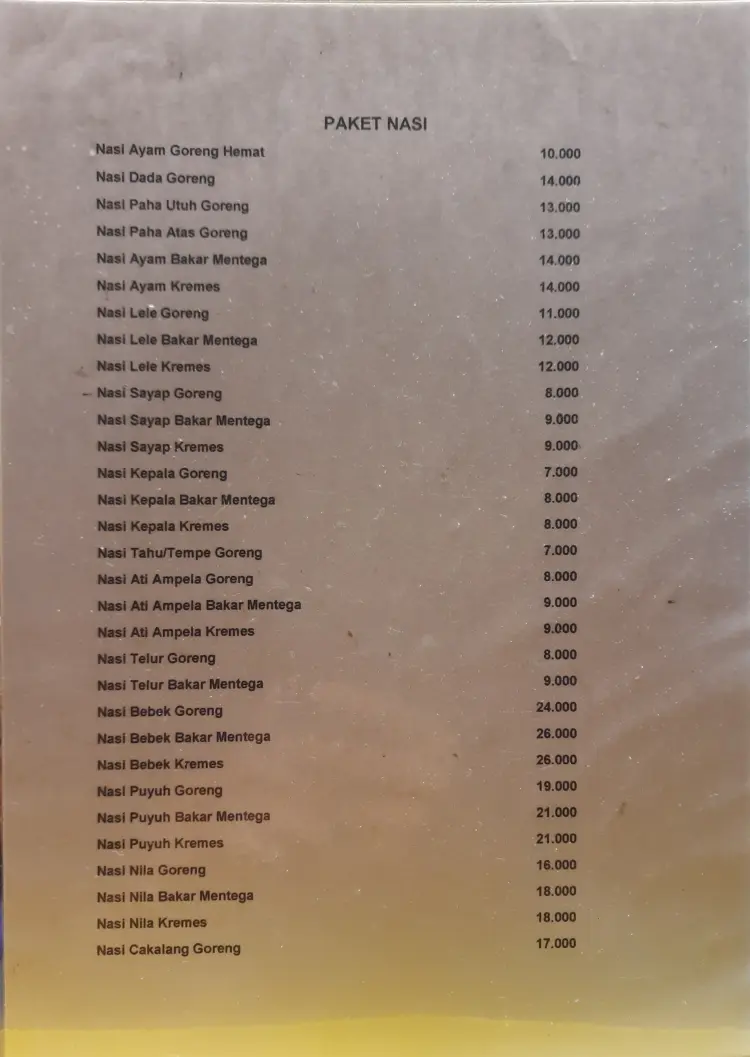 PAKET NASI
Nasi Ayam Goreng Hemat 10.000
Nasi Dada Goreng 14.000
Nasi Paha Utuh Goreng 13.000
Nasi Paha Atas Goreng 13.000
Nasi Ayam Bakar Mentega 14.000
Nasi Ayam Kremes 14.000
Nasi Lele Goreng 11.000
Nasi Lele Bakar Mentega 12.000
Nasi Lele Kremes 12.000
Nasi Sayap Goreng 8.000
Nasi Sayap Bakar Mentega 9.000
Nasi Sayap Kremes 9.000
Nasi Kepala Goreng 7.000
Nasi Kepala Bakar Mentega 8.000
Nasi Kepala Kremes 8.000
Nasi Tahu/Tempe Goreng 7.000
Nasi Ati Ampela Goreng 8.000
Nasi Ati Ampela Bakar Mentega 9.000
Nasi Ati Ampela Kremes 9.000
Nasi Telur Goreng 8.000
Nasi Telur Bakar Mentega 9.000
Nasi Bebek Goreng 24.000
Nasi Bebek Bakar Mentega 26.000
Nasi Bebek Kremes 26.000
Nasi Puyuh Goreng 19.000
Nasi Puyuh Bakar Mentega 21.000
Nasi Puyuh Kremes 21.000
Nasi Nila Goreng 16.000
Nasi Nila Bakar Mentega 18.000
Nasi Nila Kremes 18.000
Nasi Cakalang Goreng 17.000